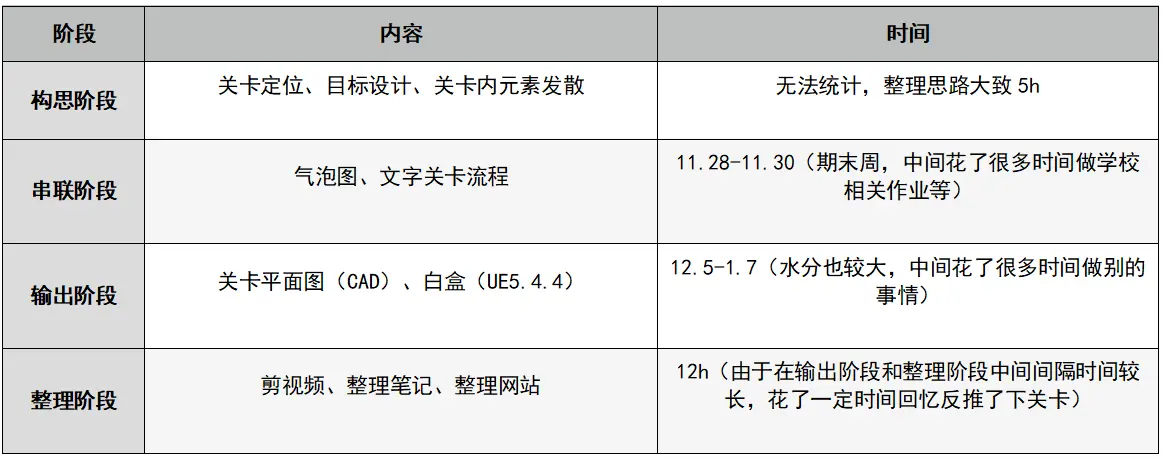 阶段 内容 时间
构思阶段 关卡定位、目标设计、关卡内元素发散 无法统计，整理思路大致 5h
串联阶段 气泡图、文字关卡流程 11.28-11.30（期末周，中间花了很多时间做学校
相关作业等）
输出阶段 关卡平面图（CAD）、白盒（UE5.4.4） 12.5-1.7（水分也较大，中间花了很多时间做别的
事情）
整理阶段 剪视频、整理笔记、整理网站 12h（由于在输出阶段和整理阶段中间间隔时间较
长，花了一定时间回忆反推了下关卡）